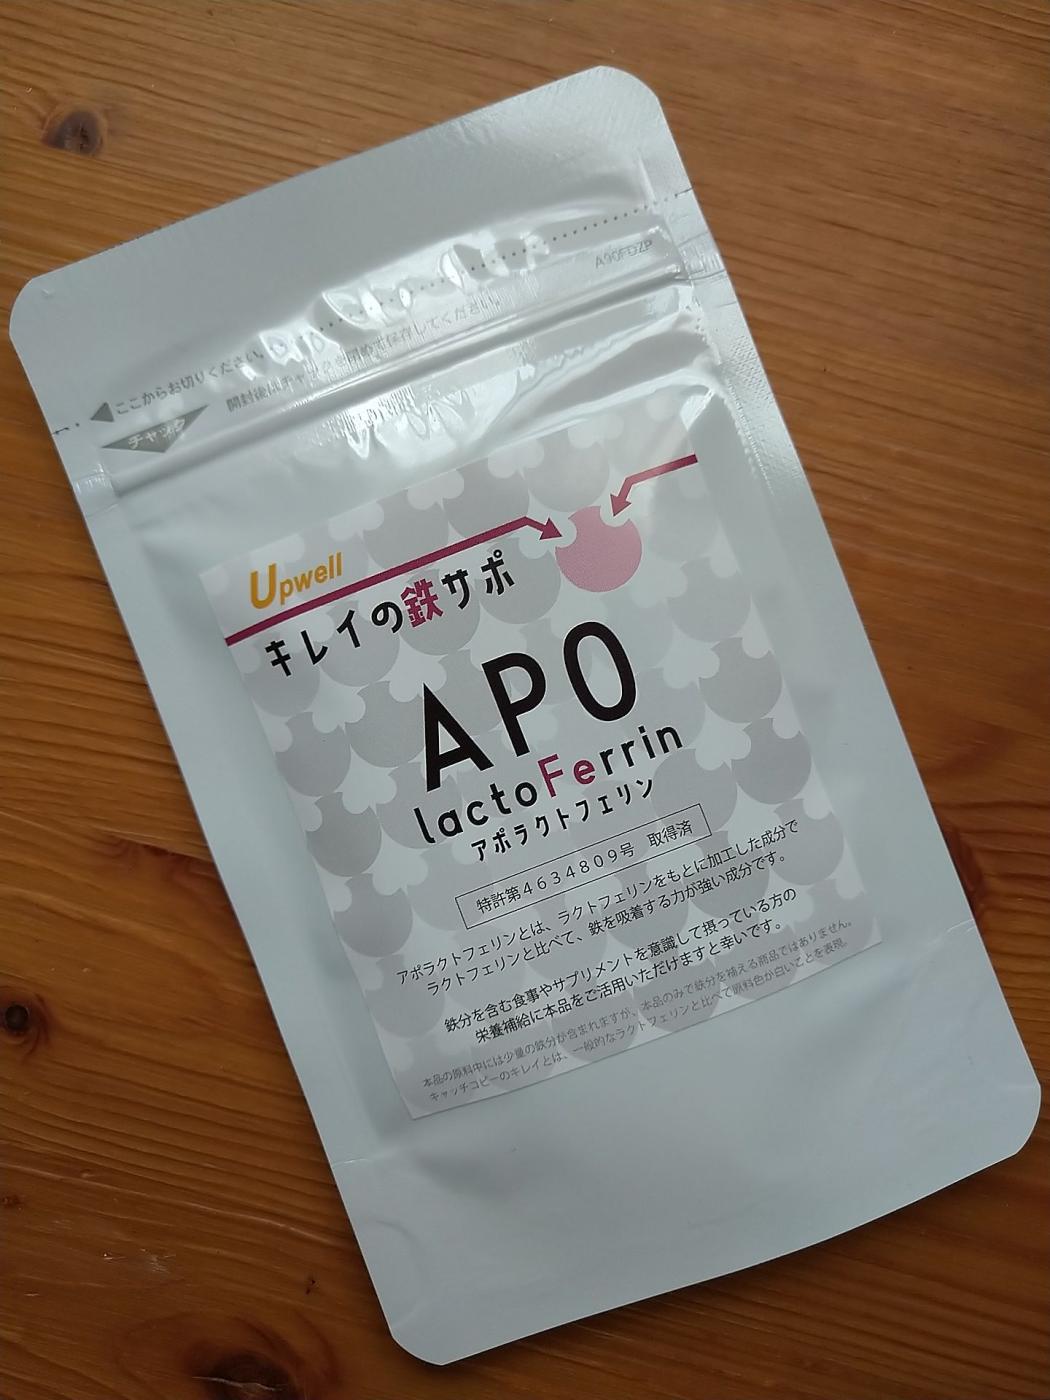 A90FDZP
ここからお切りください。
開封後はチャックを閉めて保存してください。
チャック
Upwell
キレイの鉄サポ
APO
lactoFerrin
アポラクトフェリン
特許第4634809号 取得済
アポラクトフェリンとは、ラクトフェリンをもとに加工した成分で
ラクトフェリンと比べて、鉄を吸着する力が強い成分です。
鉄分を含む食事やサプリメントを意識して摂っている方の
栄養補給に本品をご活用いただけますと幸いです。
本品の原料中には少量の鉄分が含まれますが、本品のみで鉄分を補える商品ではありません。
キャッチコピーのキレイとは、一般的なラクトフェリンと比べて原料色が白いことを表現。